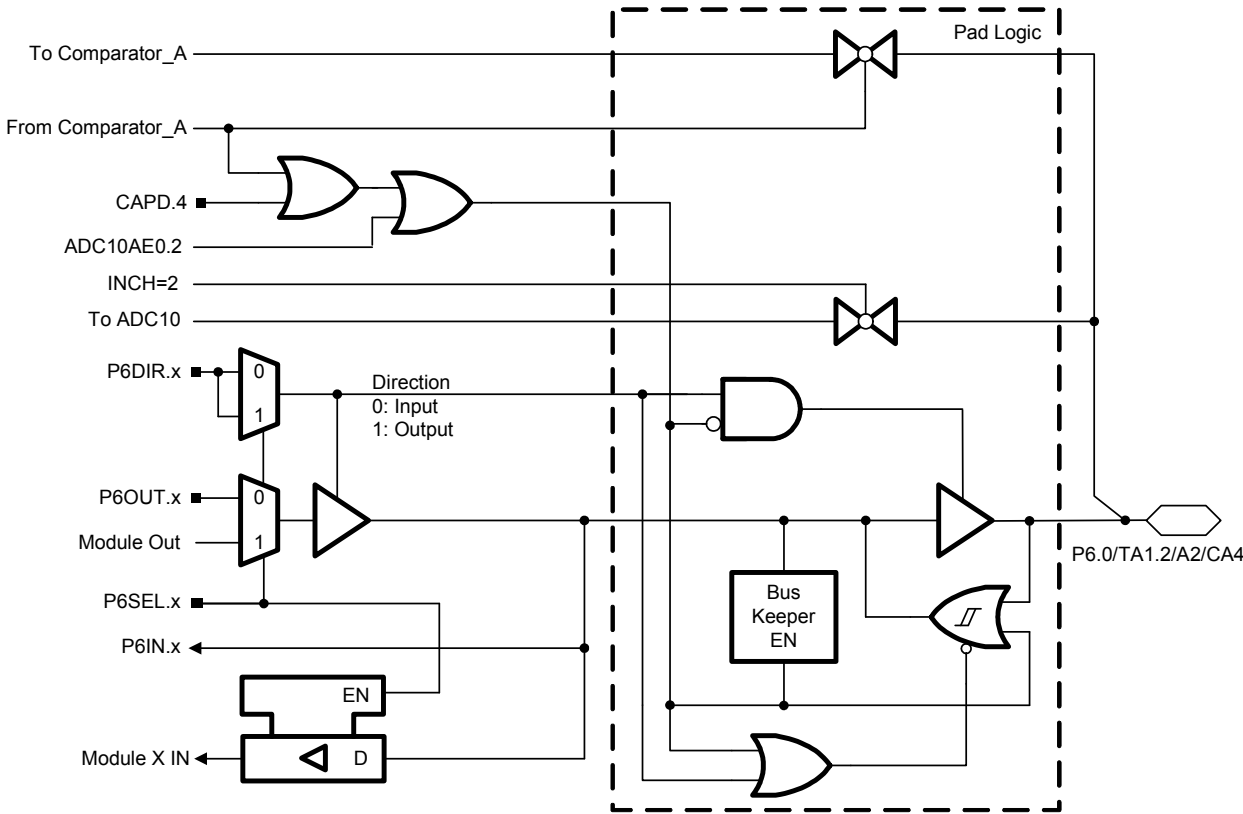 Pad Logic
To Comparator_A
From Comparator_A
CAPD.4
ADC10AE0.2
INCH=2
To ADC10
P6DIR.x
0
1
Direction
0: Input
1: Output
P6OUT.x
0
Module Out
1
P6.0/TA1.2/A2/CA4
P6SEL.x
Bus
Keeper
EN
P6IN.x
EN
Module X IN
D